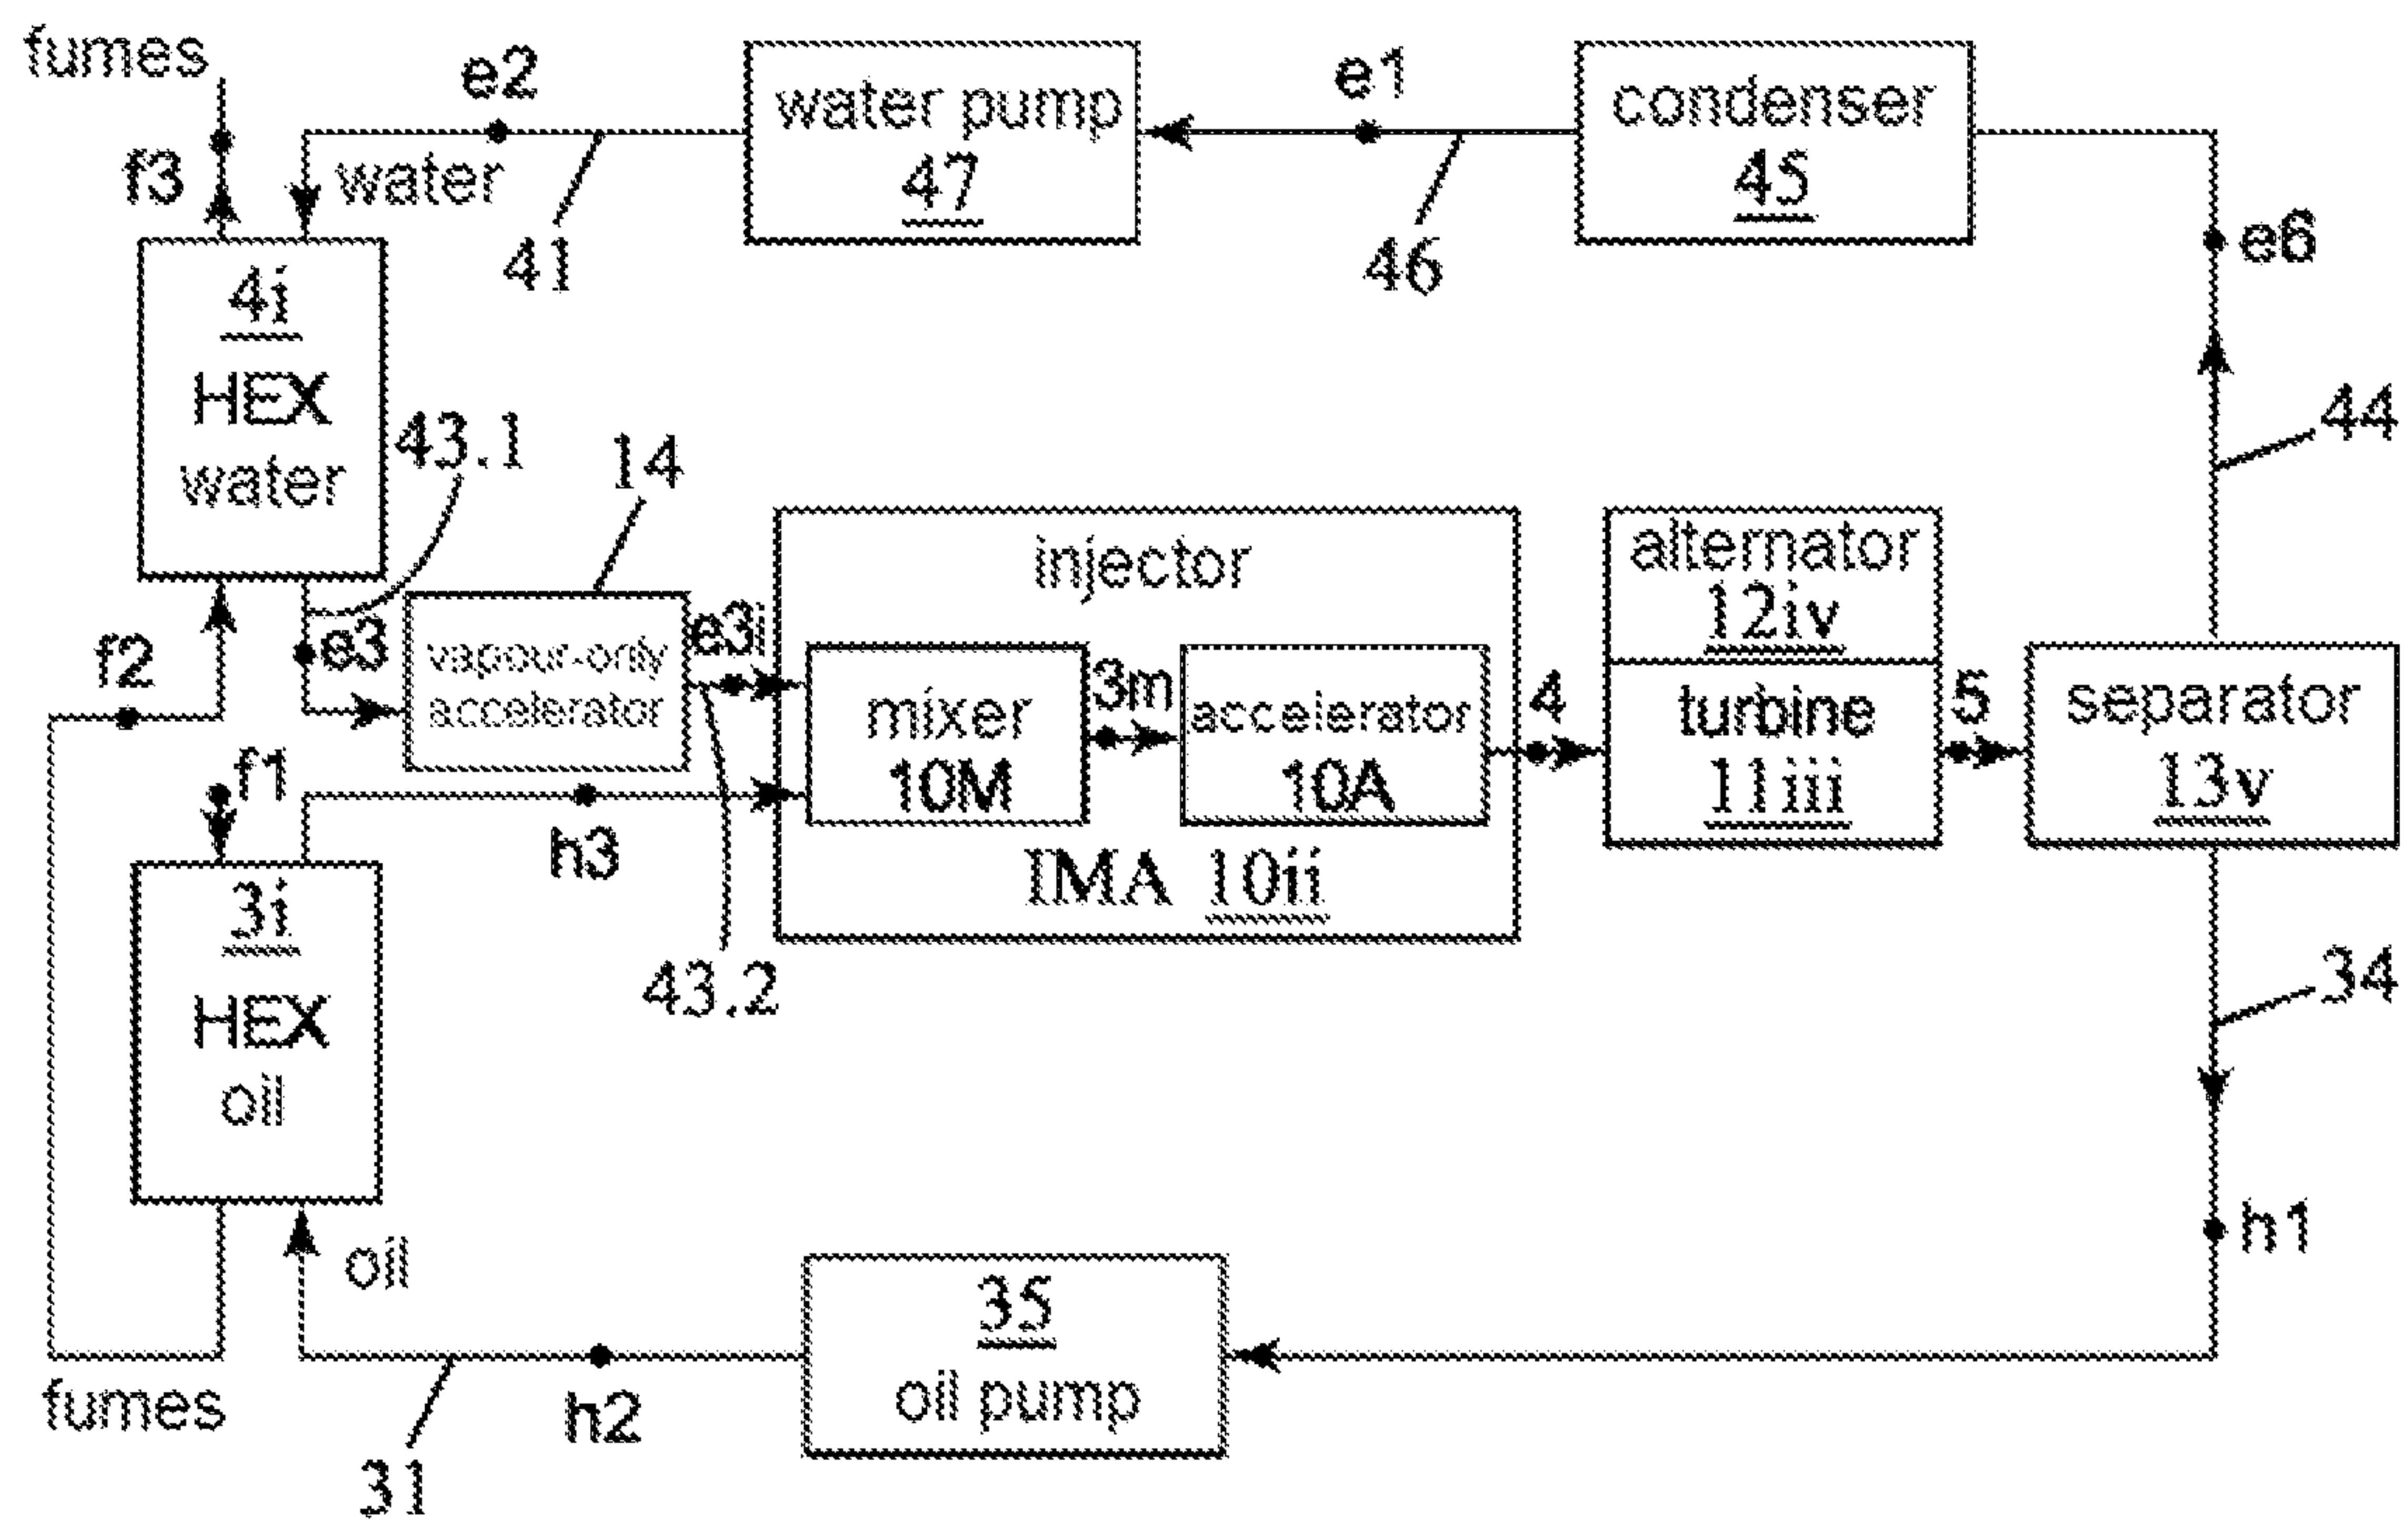 fumes
e2
water pump
47
e1
condenser
45
f3
water
41
46
e6
4i
HEX
water
43.1
14
44
f2
e3
vapour-only
accelerator
e3i
injector
mixer
10M
3m
accelerator
10A
IMA 10ii
4
alternator
12iv
turbine
11iii
5
separator
13v
f1
h3
43.2
34
3i
HEX
oil
h1
oil
35
oil pump
fumes
h2
31